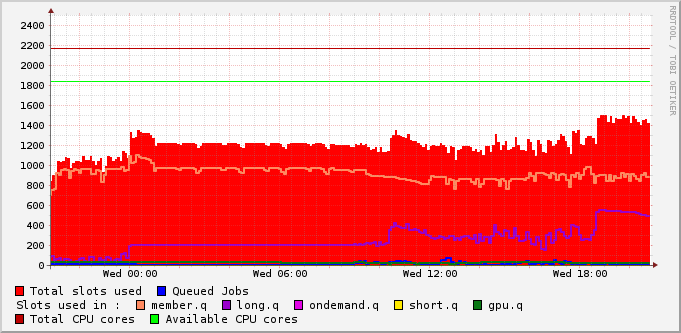 RRDTOOL / TOBI OETIKER
2400
2200
2000
1800
1600
1400
1200
1000
800
600
400
200
0
Wed 00:00 Wed 06:00 Wed 12:00 Wed 18:00
Total slots used Queued Jobs
Slots used in : member.q long.q ondemand.q short.q gpu.q
Total CPU cores Available CPU cores